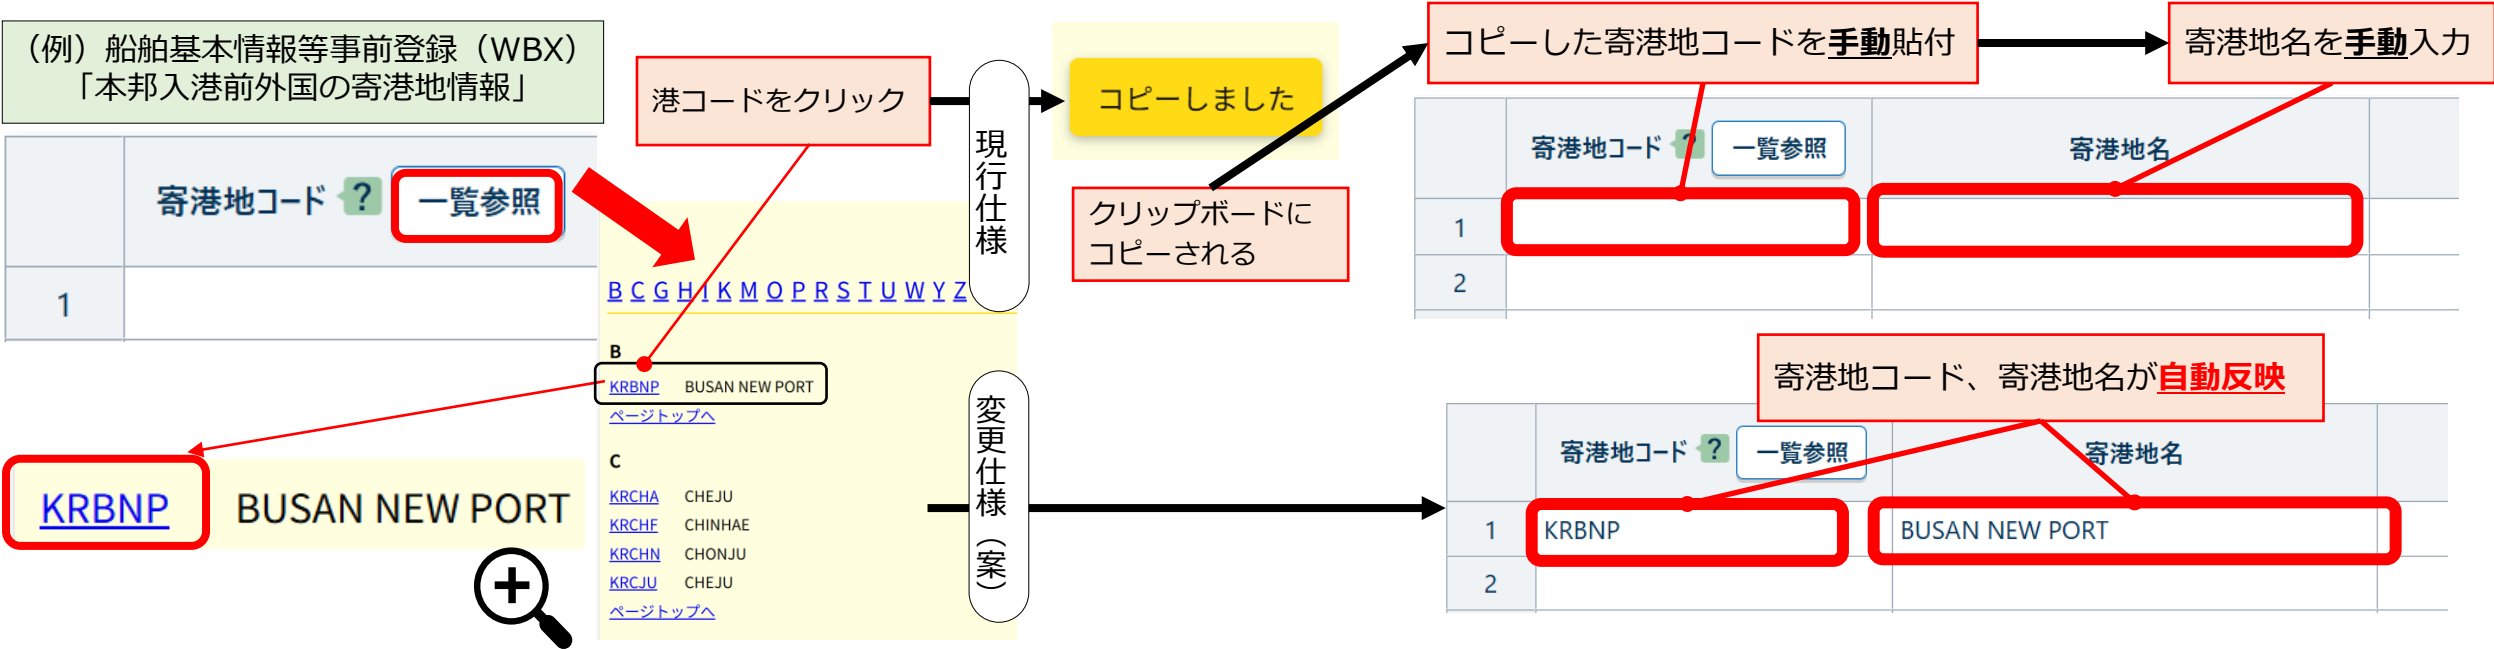 （例）船舶基本情報等事前登録（WBX）
「本邦入港前外国の寄港地情報」
寄港地コード ? 一覧参照
1
港コードをクリック
B C G H I K M O P R S T U W Y Z
B
KRBNP BUSAN NEW PORT
ページトップへ
C
KRCHA CHEJU
KRCHF CHINHAE
KRCHN CHONJU
KRCJU CHEJU
ページトップへ
KRBNP BUSAN NEW PORT
現行仕様
コピーしました
クリップボードに
コピーされる
コピーした寄港地コードを手動貼付
寄港地名を手動入力
寄港地コード ? 一覧参照 寄港地名
1
2
変更仕様（案）
寄港地コード、寄港地名が自動反映
寄港地コード ? 一覧参照 寄港地名
1 KRBNP BUSAN NEW PORT
2